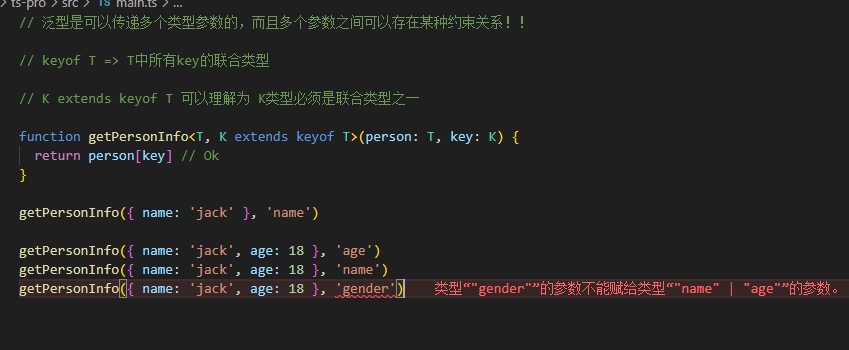 > ts-pro > src > TS main.ts > ...
// 泛型是可以传递多个类型参数的，而且多个参数之间可以存在某种约束关系！！
// keyof T => T中所有key的联合类型
// K extends keyof T 可以理解为 K类型必须是联合类型之一
function getPersonInfo<T, K extends keyof T>(person: T, key: K) {
return person[key] // Ok
}
getPersonInfo({ name: 'jack' }, 'name')
getPersonInfo({ name: 'jack', age: 18 }, 'age')
getPersonInfo({ name: 'jack', age: 18 }, 'name')
getPersonInfo({ name: 'jack', age: 18 }, 'gender') 类型“"gender"”的参数不能赋给类型“"name" | "age"”的参数。